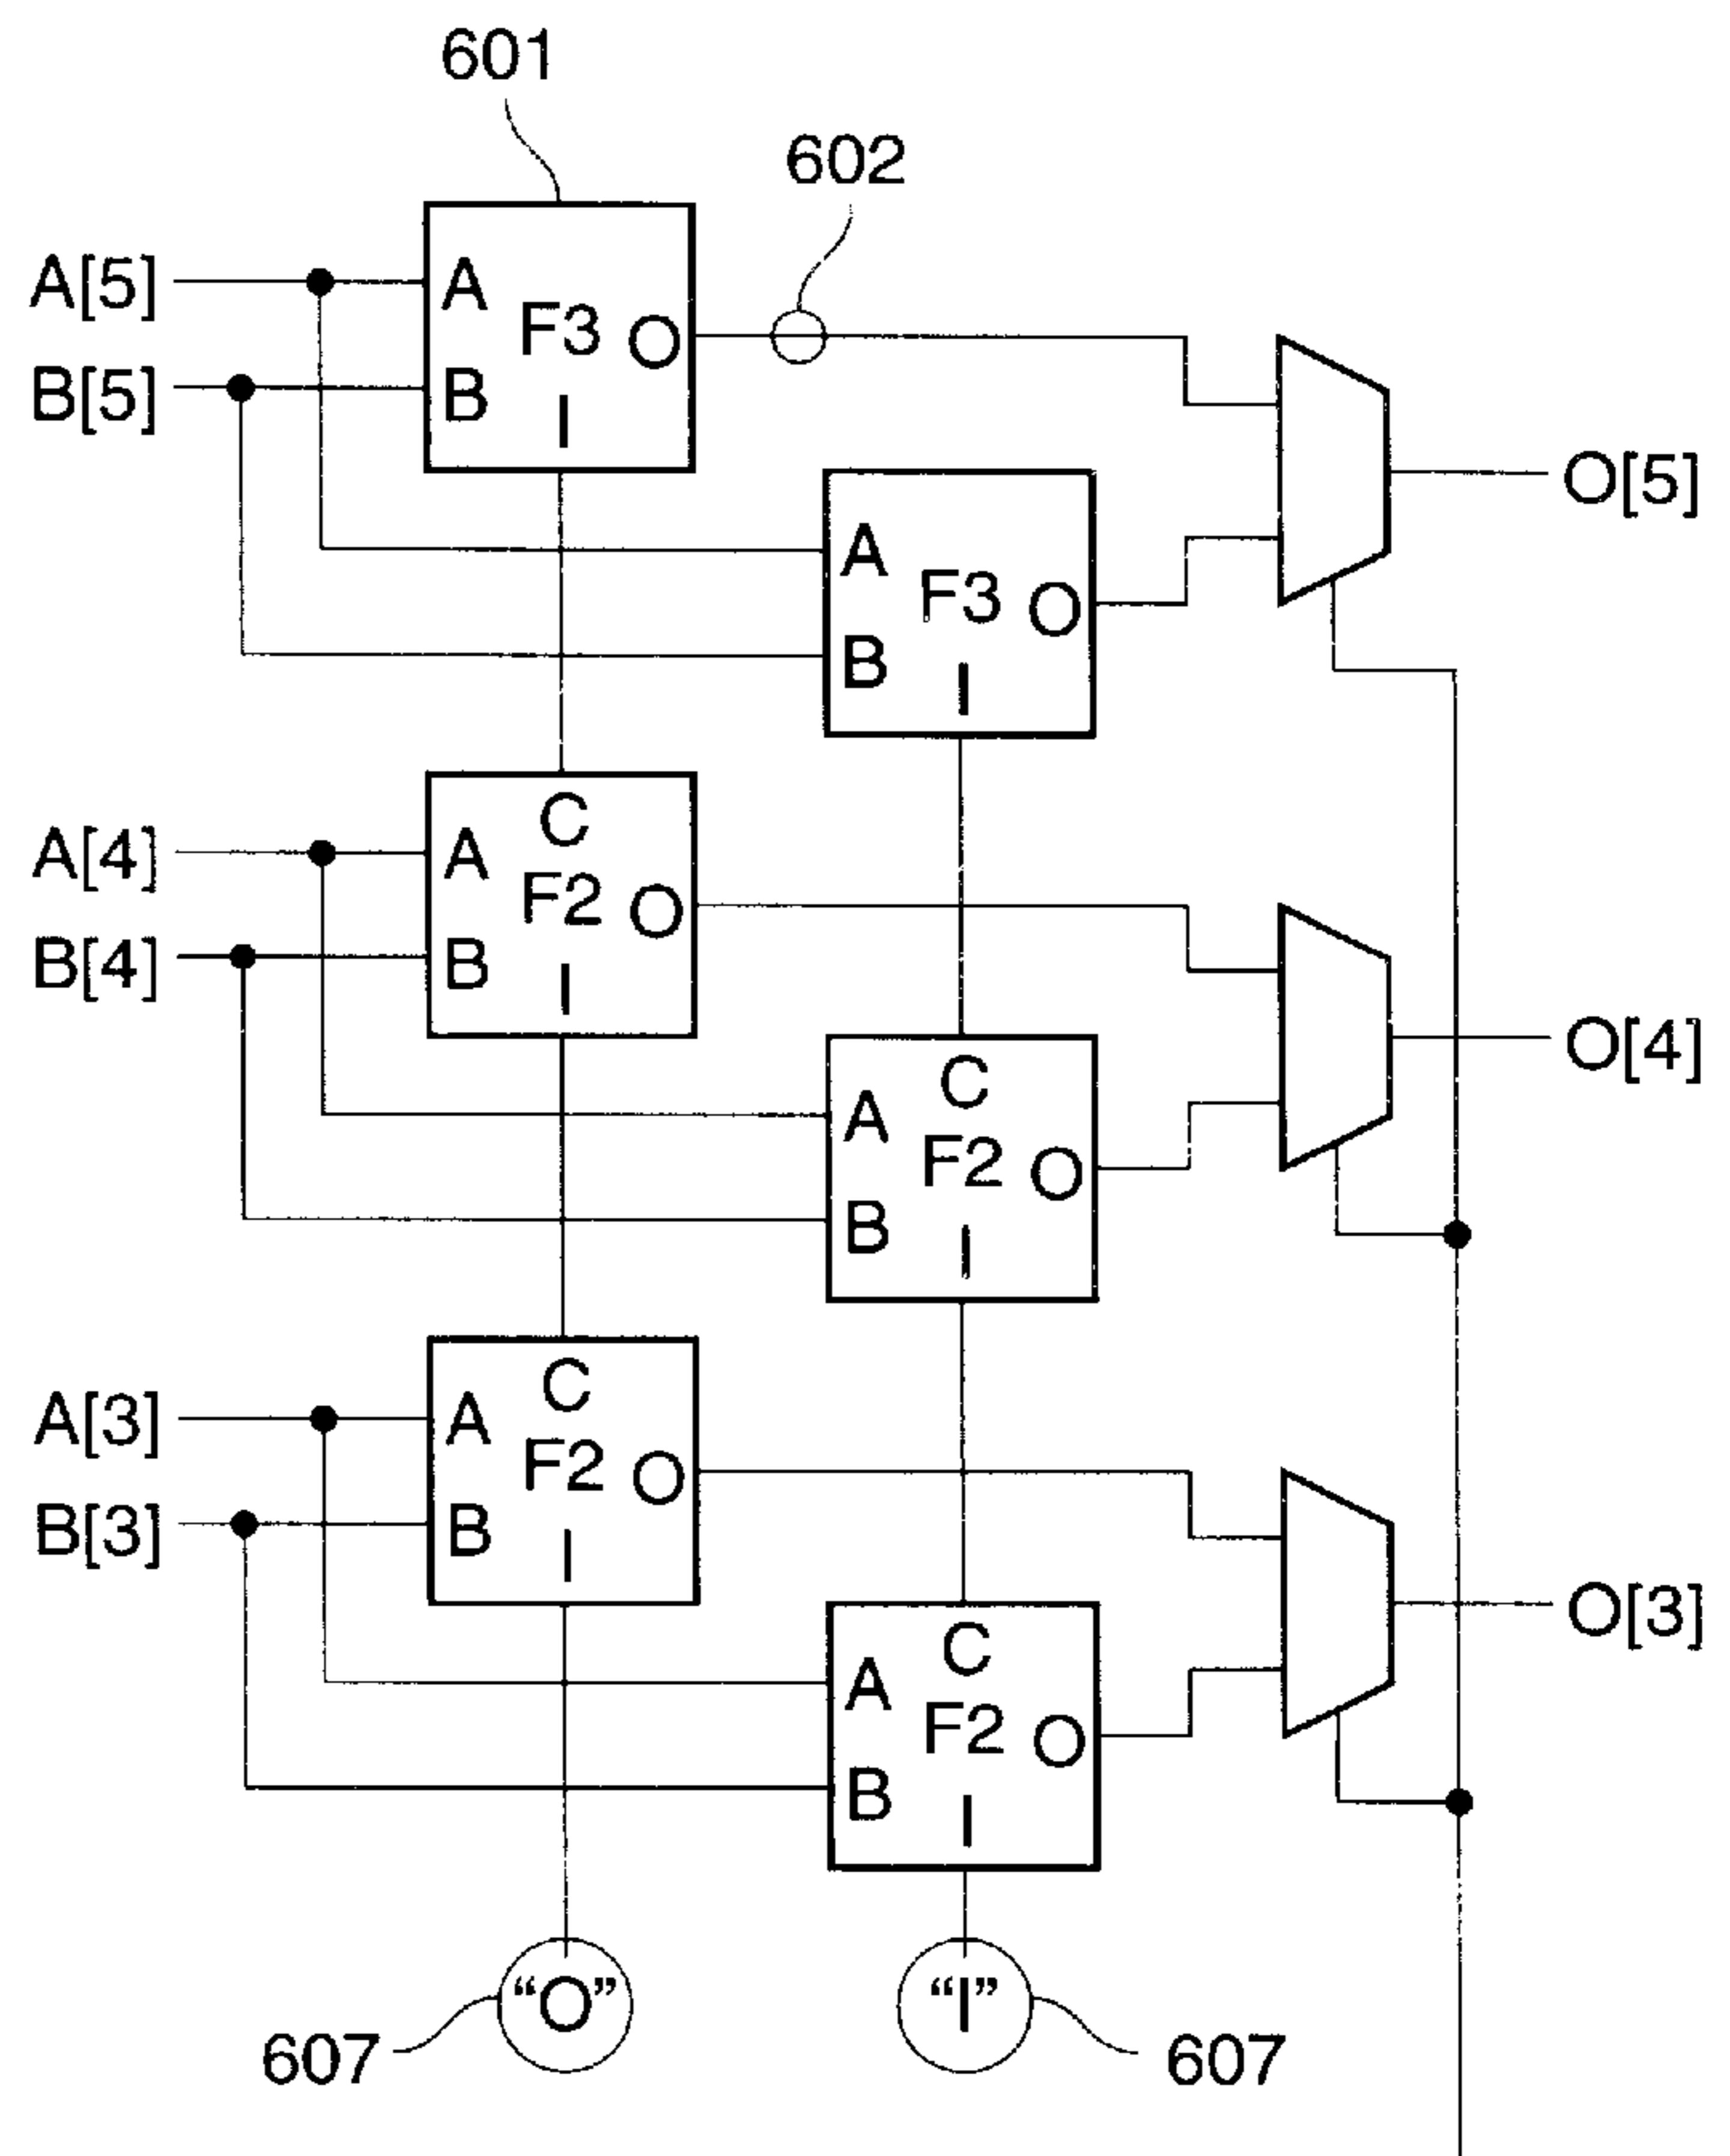 601
602
A[5]
B[5]
A
B
F3
O
I
O[5]
A
B
F3
O
I
A[4]
B[4]
C
A
F2
O
B
I
O[4]
C
A
F2
O
B
I
A[3]
B[3]
C
A
F2
O
B
I
O[3]
C
A
F2
O
B
I
“O”
“I”
607
607